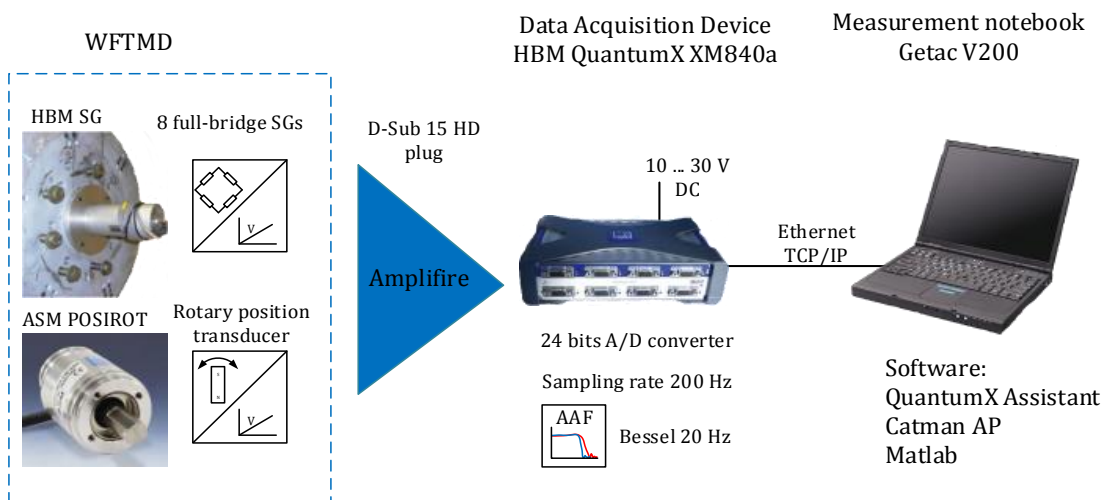 WFTMD
Data Acquisition Device
HBM QuantumX XM840a
Measurement notebook
Getac V200
HBM SG
8 full-bridge SGs
V
ASM POSIROT
Rotary position
transducer
V
D-Sub 15 HD
plug
Amplifire
10 ... 30 V
DC
24 bits A/D converter
Sampling rate 200 Hz
AAF
Bessel 20 Hz
Ethernet
TCP/IP
Software:
QuantumX Assistant
Catman AP
Matlab